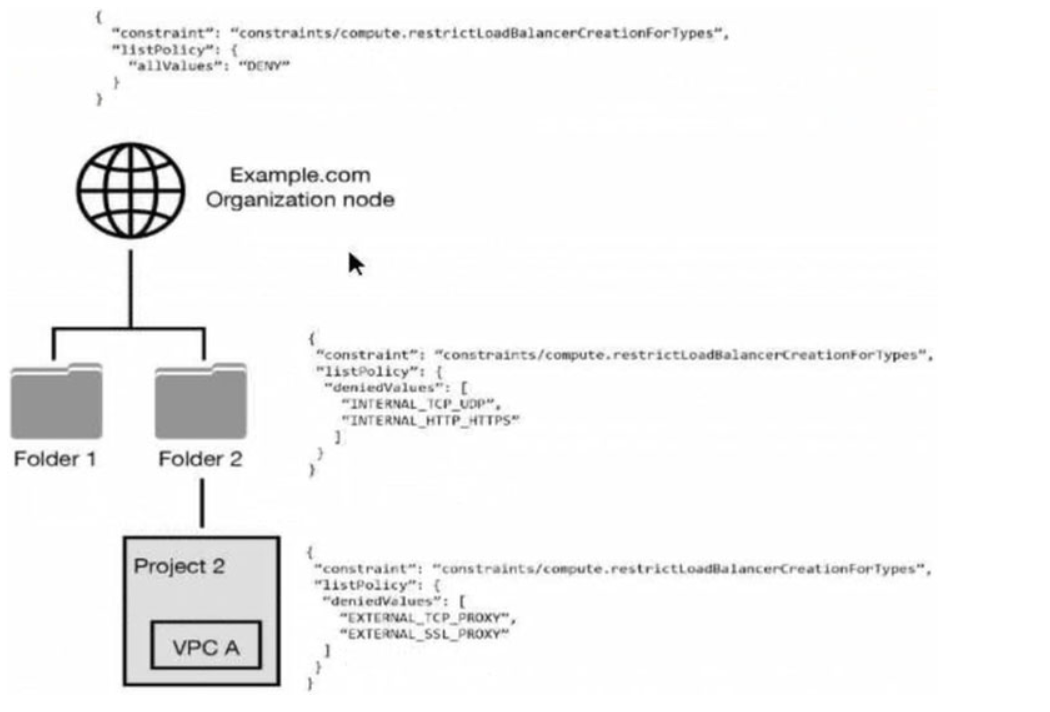 {
"constraint": "constraints/compute.restrictLoadBalancerCreationForTypes",
"listPolicy": {
"allValues": "DENY"
}
}
Example.com
Organization node
{
"constraint": "constraints/compute.restrictLoadBalancerCreationForTypes",
"listPolicy": {
"deniedValues": [
"INTERNAL_TCP_UDP",
"INTERNAL_HTTP_HTTPS"
]
}
}
Folder 1
Folder 2
{
"constraint": "constraints/compute.restrictLoadBalancerCreationForTypes",
"listPolicy": {
"deniedValues": [
"EXTERNAL_TCP_PROXY",
"EXTERNAL_SSL_PROXY"
]
}
}
Project 2
VPC A